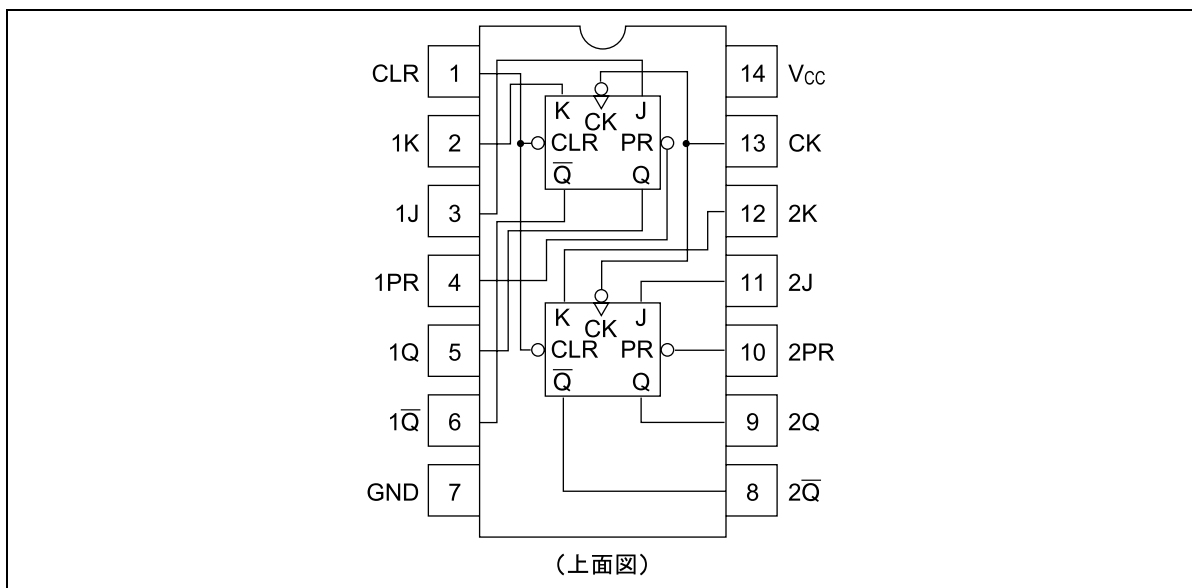 CLR 1 14 VCC
K J
CK
1K 2 CLR PR 13 CK
Q̅ Q
1J 3 12 2K
1PR 4 11 2J
K J
CK
1Q 5 CLR PR 10 2PR
Q̅ Q
1Q̅ 6 9 2Q
GND 7 8 2Q̅
（上面図）